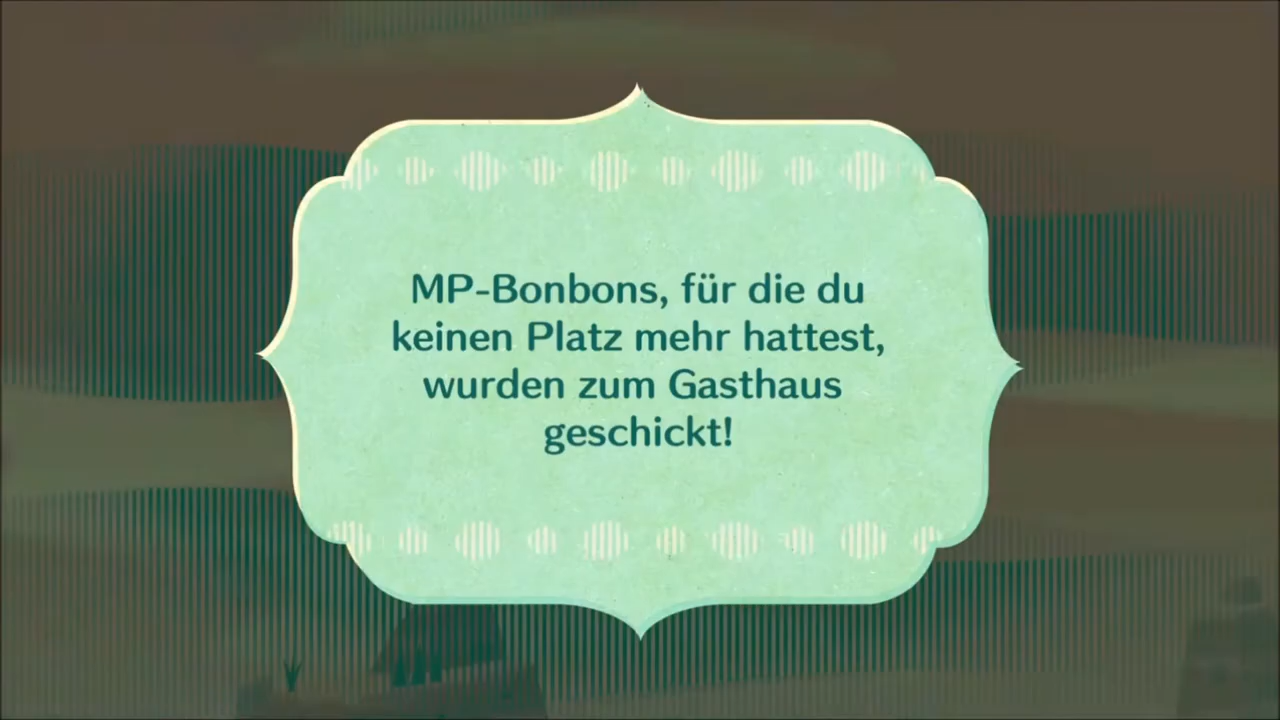 MP-Bonbons, für die du
keinen Platz mehr hattest,
wurden zum Gasthaus
geschickt!